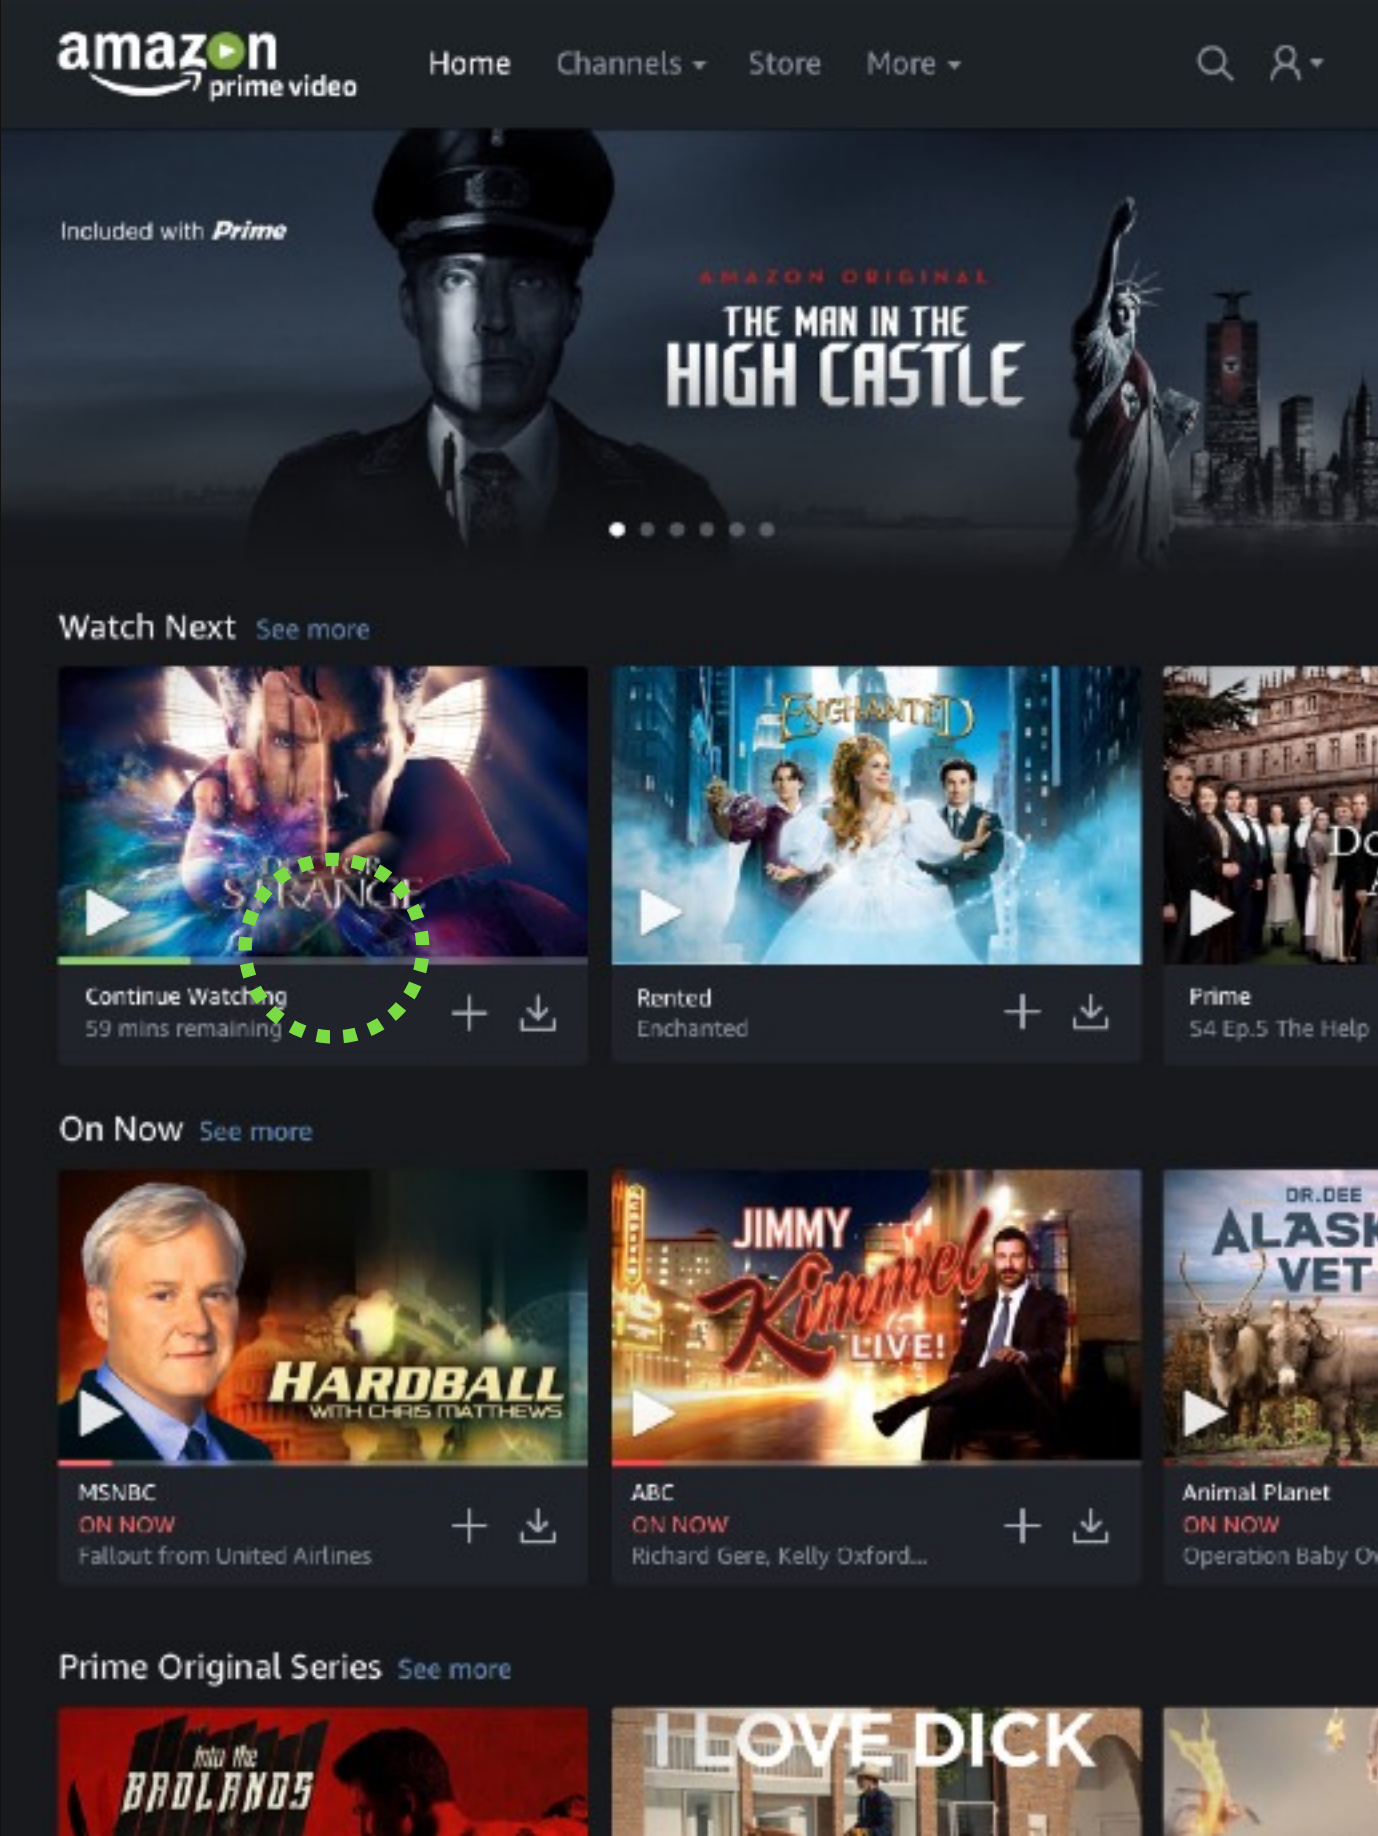 amazon
prime video
Home
Channels
Store
More
Included with Prime
AMAZON ORIGINAL
THE MAN IN THE
HIGH CASTLE
Watch Next See more
DOCTOR
STRANGE
ENCHANTED
Do
Continue Watching
59 mins remaining
Rented
Enchanted
Prime
S4 Ep.5 The Help
On Now See more
HARDBALL
WITH CHRIS MATTHEWS
JIMMY
Kimmel
LIVE!
DR.DEE
ALASK
VET
MSNBC
ON NOW
Fallout from United Airlines
ABC
ON NOW
Richard Gere, Kelly Oxford...
Animal Planet
ON NOW
Operation Baby Ov
Prime Original Series See more
Into the
BADLANDS
I LOVE DICK